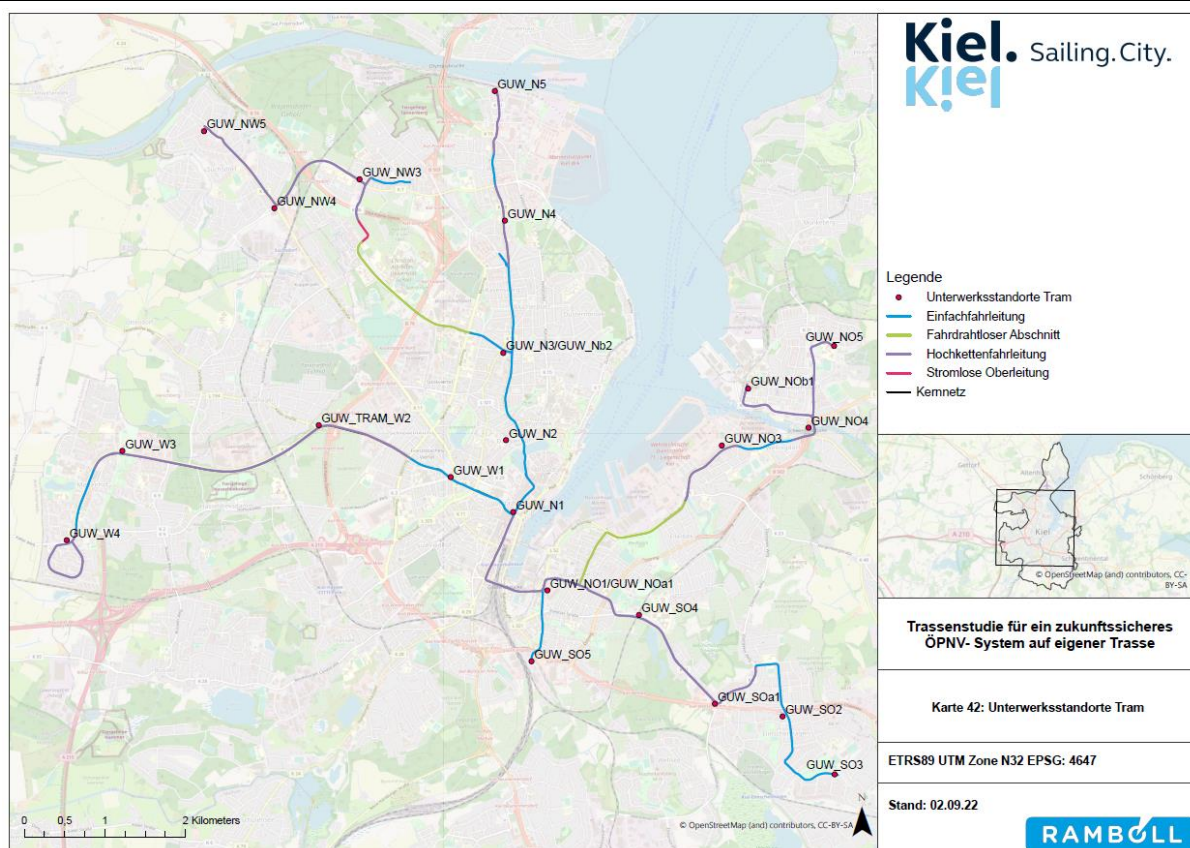 GUW_N5
GUW_NW5
GUW_NW3
GUW_NW4
GUW_N4
GUW_N3/GUW_Nb2
GUW_NO5
GUW_NOb1
GUW_TRAM_W2
GUW_NO4
GUW_N2
GUW_NO3
GUW_W3
GUW_W1
GUW_N1
GUW_W4
GUW_NO1/GUW_NOa1
GUW_SO4
GUW_SO5
GUW_SOa1
GUW_SO2
GUW_SO3
0 0,5 1 2 Kilometers
© OpenStreetMap (and) contributors, CC-BY-SA
N
Kiel. Sailing.City.
Kiel
Legende
Unterwerksstandorte Tram
Einfachfahrleitung
Fahrdrahtloser Abschnitt
Hochkettenfahrleitung
Stromlose Oberleitung
Kernnetz
Gettorf
Schönberg
A 210
Kiel
© OpenStreetMap (and) contributors, CC-
BY-SA
Trassenstudie für ein zukunftssicheres
ÖPNV- System auf eigener Trasse
Karte 42: Unterwerksstandorte Tram
ETRS89 UTM Zone N32 EPSG: 4647
Stand: 02.09.22
RAMBOLL